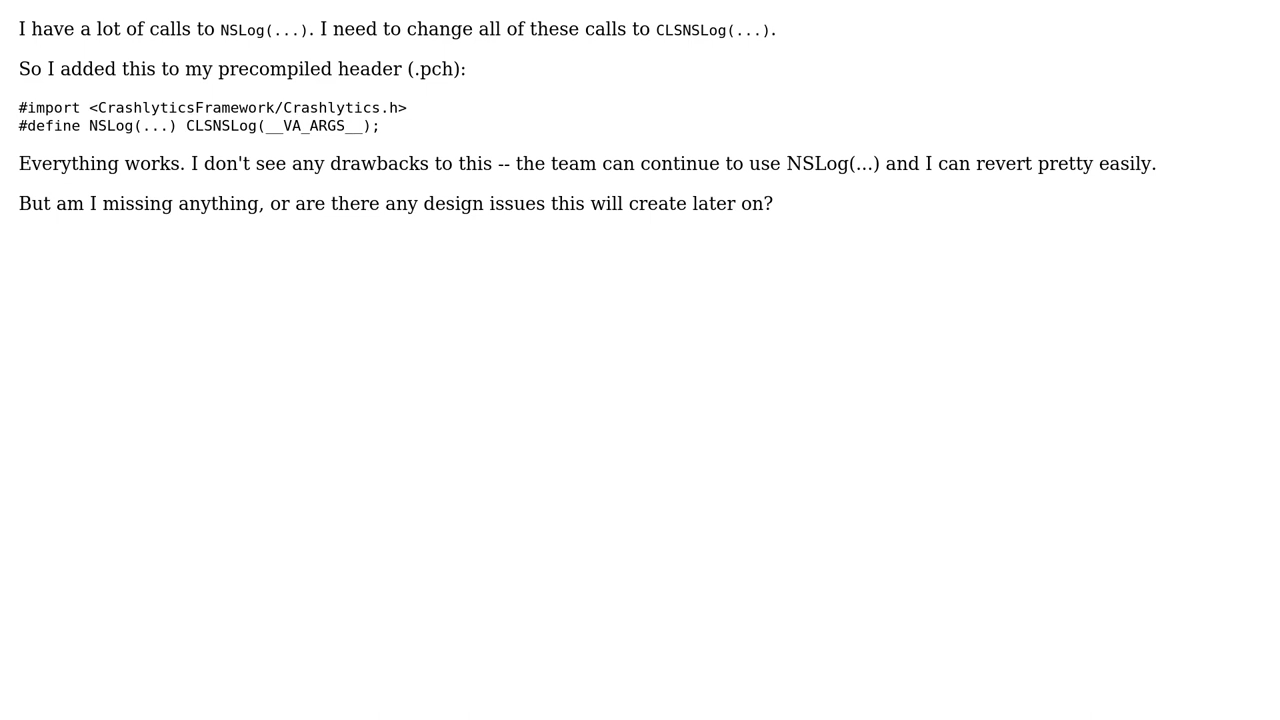 I have a lot of calls to NSLog(...). I need to change all of these calls to CLSNSLog(...).
So I added this to my precompiled header (.pch):
#import <CrashlyticsFramework/Crashlytics.h>
#define NSLog(...) CLSNSLog(__VA_ARGS__);
Everything works. I don't see any drawbacks to this -- the team can continue to use NSLog(...) and I can revert pretty easily.
But am I missing anything, or are there any design issues this will create later on?